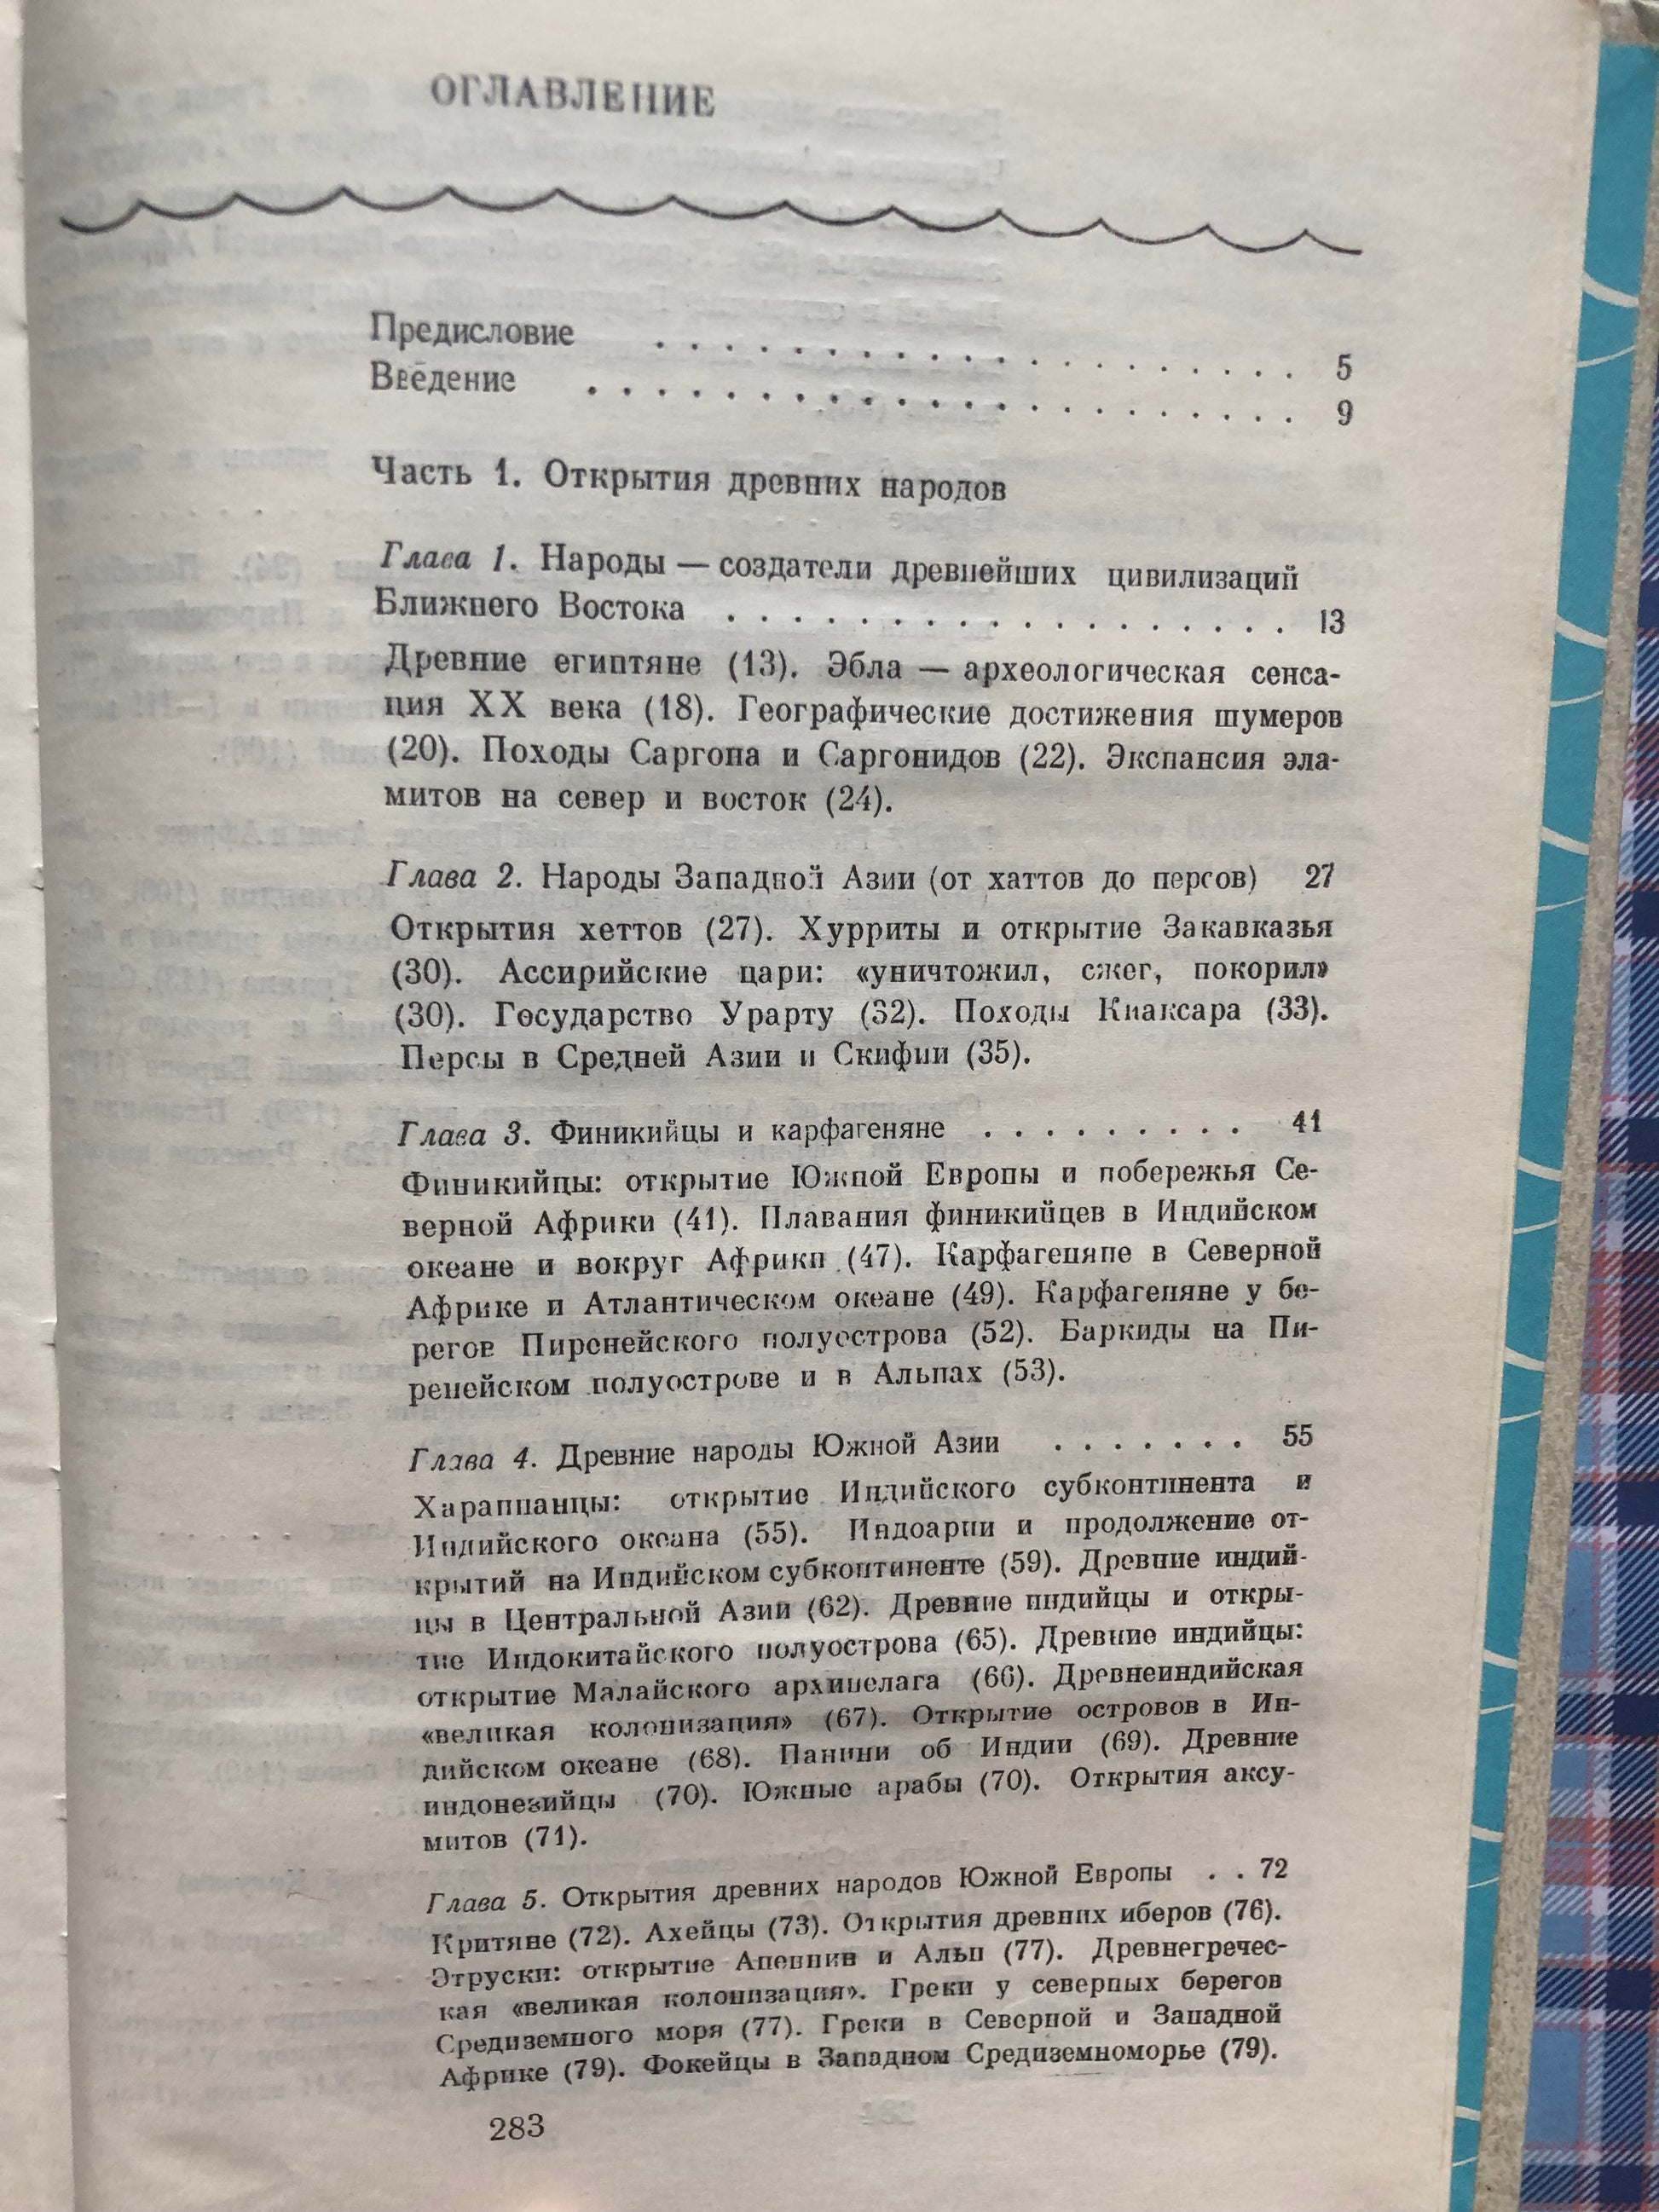 ОГЛАВЛЕНИЕ
Предисловие . . . . . . . . . . . . . . . . . . . 5
Введение . . . . . . . . . . . . . . . . . . . . . 9
Часть 1. Открытия древних народов
Глава 1. Народы — создатели древнейших цивилизаций
Ближнего Востока . . . . . . . . . . . . . . . . . 13
Древние египтяне (13). Эбла — археологическая сенса-
ция XX века (18). Географические достижения шумеров
(20). Походы Саргона и Саргонидов (22). Экспансия эла-
митов на север и восток (24).
Глава 2. Народы Западной Азии (от хаттов до персов) 27
Открытия хеттов (27). Хурриты и открытие Закавказья
(30). Ассирийские цари: «уничтожил, сжег, покорил»
(30). Государство Урарту (32). Походы Киаксара (33).
Персы в Средней Азии и Скифии (35).
Глава 3. Финикийцы и карфагеняне . . . . . . . . . 41
Финикийцы: открытие Южной Европы и побережья Се-
верной Африки (41). Плавания финикийцев в Индийском
океане и вокруг Африки (47). Карфагеняне в Северной
Африке и Атлантическом океане (49). Карфагеняне у бе-
регов Пиренейского полуострова (52). Баркиды на Пи-
ренейском полуострове и в Альпах (53).
Глава 4. Древние народы Южной Азии . . . . . . . 55
Хараппанцы: открытие Индийского субконтинента и
Индийского океана (55). Индоарии и продолжение от-
крытий на Индийском субконтиненте (59). Древние индий-
цы в Центральной Азии (62). Древние индийцы и откры-
тие Индокитайского полуострова (65). Древние индийцы:
открытие Малайского архипелага (66). Древнеиндийская
«великая колонизация» (67). Открытие островов в Ин-
дийском океане (68). Панини об Индии (69). Древние
индонезийцы (70). Южные арабы (70). Открытия аксу-
митов (71).
Глава 5. Открытия древних народов Южной Европы . . 72
Критяне (72). Ахейцы (73). Открытия древних иберов (76).
Этруски: открытие Апеннин и Альп (77). Древнегречес-
кая «великая колонизация». Греки у северных берегов
Средиземного моря (77). Греки в Северной и Западной
Африке (79). Фокейцы в Западном Средиземноморье (79).
283